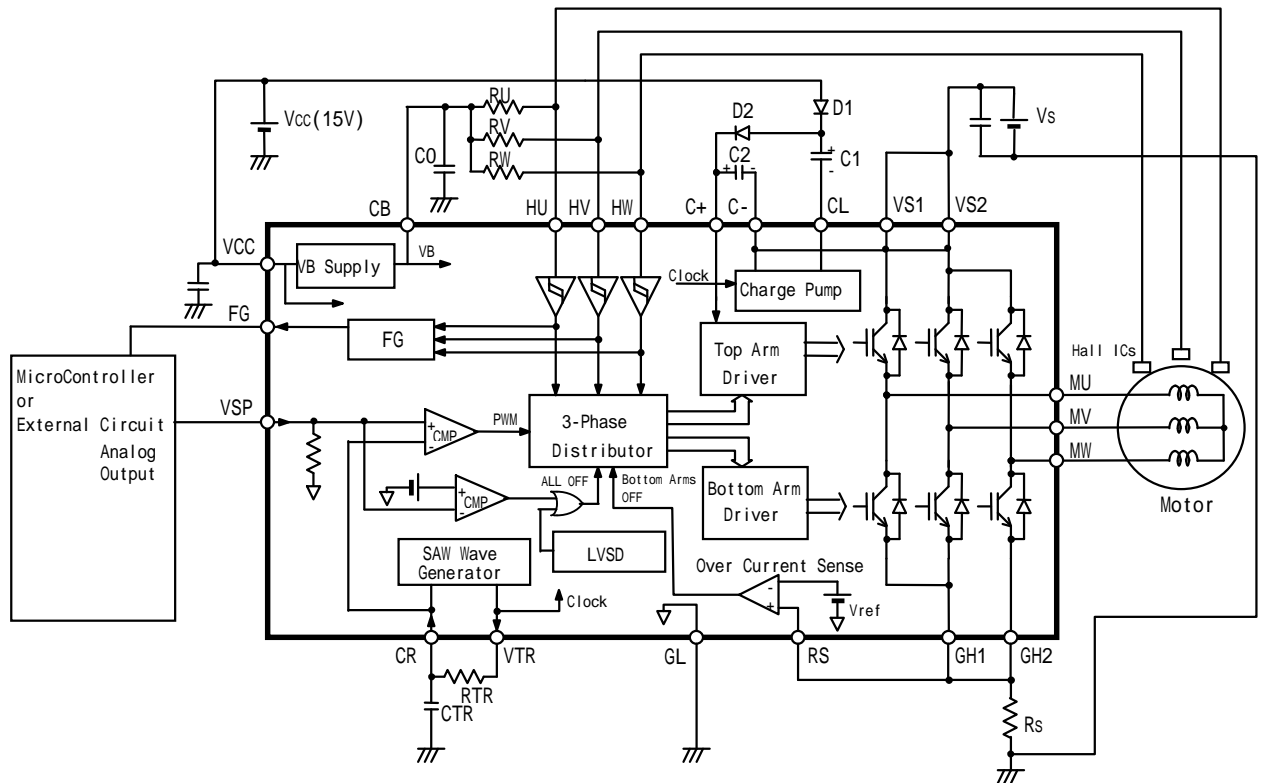 VCC(15V)
RU
RV
RW
C0
D2
D1
C2
+
-
+
-
C1
VS
CB
HU
HV
HW
C+
C-
CL
VS1
VS2
VCC
VB Supply
VB
Clock
Charge Pump
FG
FG
Top Arm
Driver
Hall ICs
MicroController
or
External Circuit
Analog
Output
VSP
+
-
CMP
PWM
3-Phase
Distributor
MU
MV
MW
Motor
+
-
CMP
ALL OFF
Bottom Arms
OFF
Bottom Arm
Driver
SAW Wave
Generator
LVSD
Over Current Sense
-
+
Clock
Vref
CR
VTR
GL
RS
GH1
GH2
RTR
CTR
RS